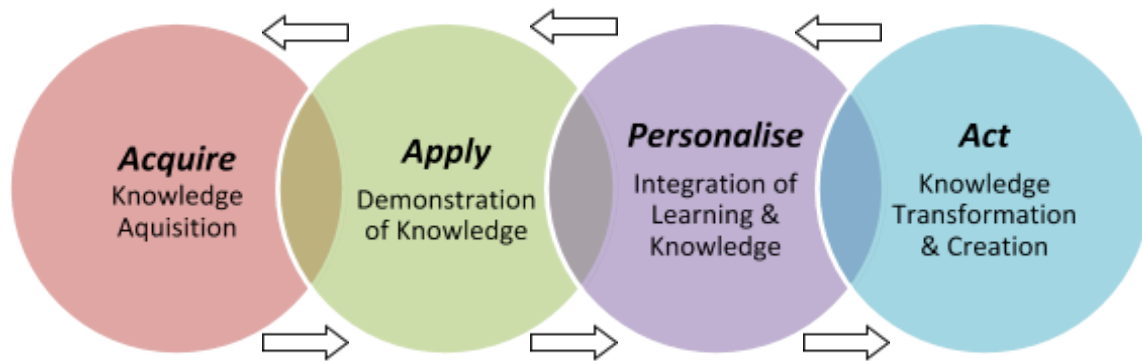 Acquire
Knowledge
Aquisition
Apply
Demonstration
of Knowledge
Personalise
Integration of
Learning &
Knowledge
Act
Knowledge
Transformation
& Creation